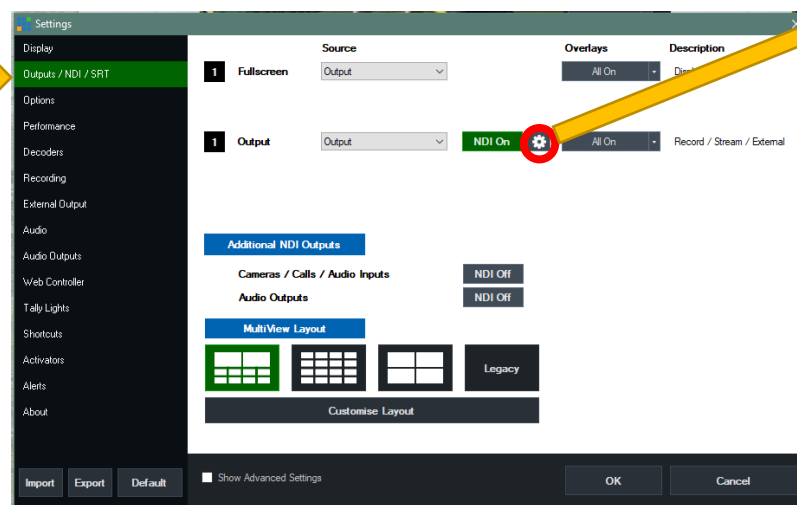 Settings
Display
Outputs / NDI / SRT
Options
Performance
Decoders
Recording
External Output
Audio
Audio Outputs
Web Controller
Tally Lights
Shortcuts
Activators
Alerts
About
Import Export Default
Source Overlays Description
1 Fullscreen Output All On
1 Output Output NDI On All On Record / Stream / External
Additional NDI Outputs
Cameras / Calls / Audio Inputs NDI Off
Audio Outputs NDI Off
MultiView Layout
Legacy
Customise Layout
Show Advanced Settings OK Cancel